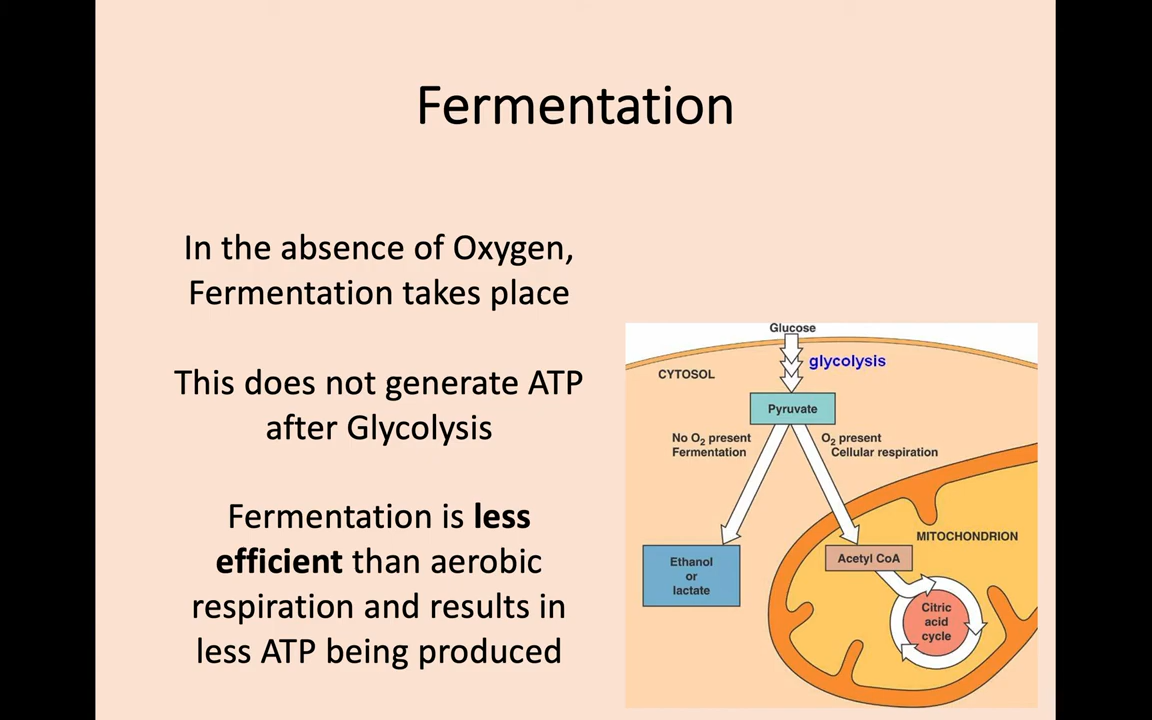 Fermentation
In the absence of Oxygen,
Fermentation takes place
This does not generate ATP
after Glycolysis
Fermentation is less
efficient than aerobic
respiration and results in
less ATP being produced
Glucose
glycolysis
CYTOSOL
Pyruvate
No O₂ present
Fermentation
O₂ present
Cellular respiration
MITOCHONDRION
Ethanol
or
lactate
Acetyl CoA
Citric
acid
cycle